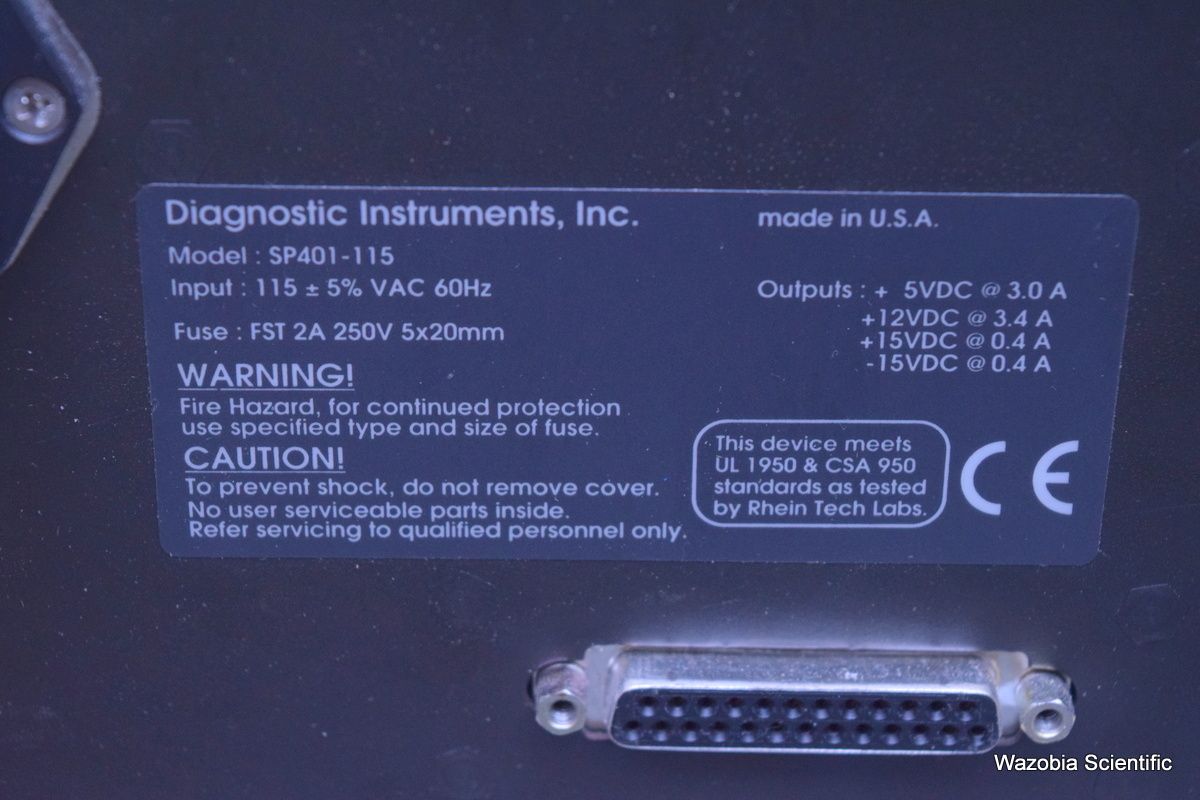 Diagnostic Instruments, Inc.
made in U.S.A.
Model : SP401-115
Input : 115 ± 5% VAC 60Hz
Fuse : FST 2A 250V 5x20mm
Outputs : + 5VDC @ 3.0 A
+12VDC @ 3.4 A
+15VDC @ 0.4 A
-15VDC @ 0.4 A
WARNING!
Fire Hazard, for continued protection
use specified type and size of fuse.
CAUTION!
To prevent shock, do not remove cover.
No user serviceable parts inside.
Refer servicing to qualified personnel only.
This device meets
UL 1950 & CSA 950
standards as tested
by Rhein Tech Labs.
CE
Wazobia Scientific